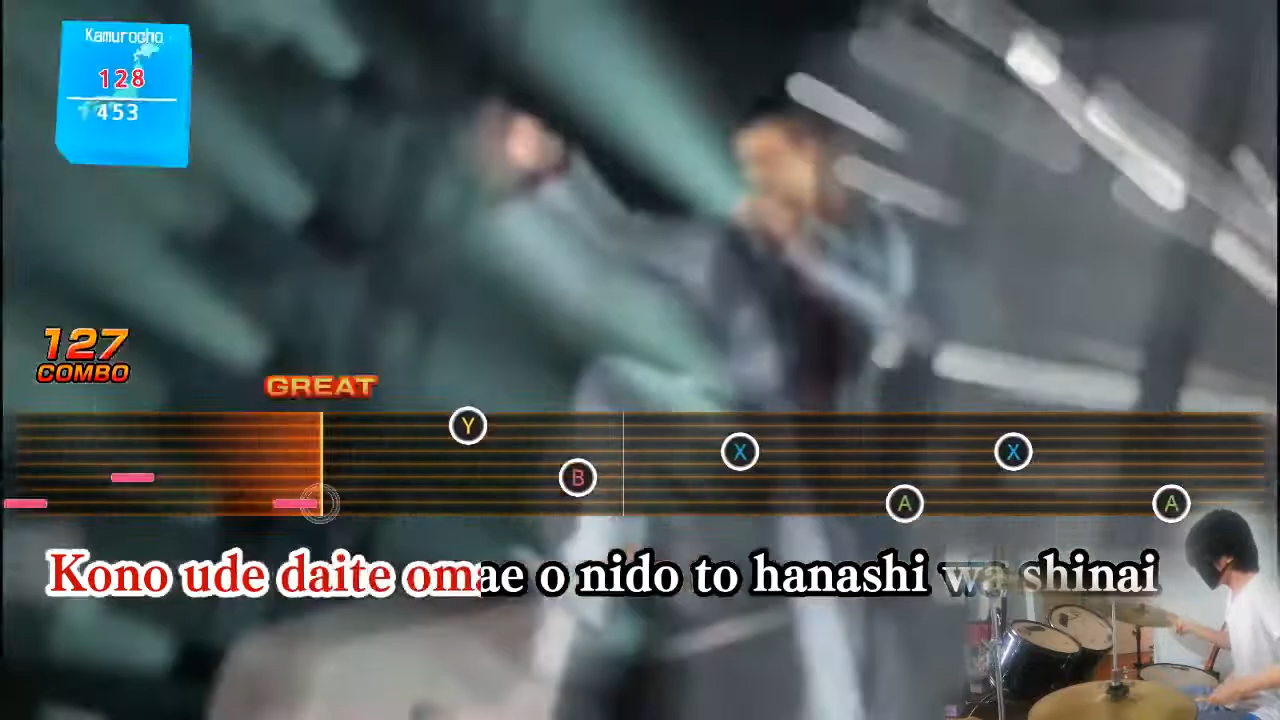 Kamurocho
128
453
127
COMBO
GREAT
Y
B
X
A
X
A
Kono ude daite omae o nido to hanashi wa shinai